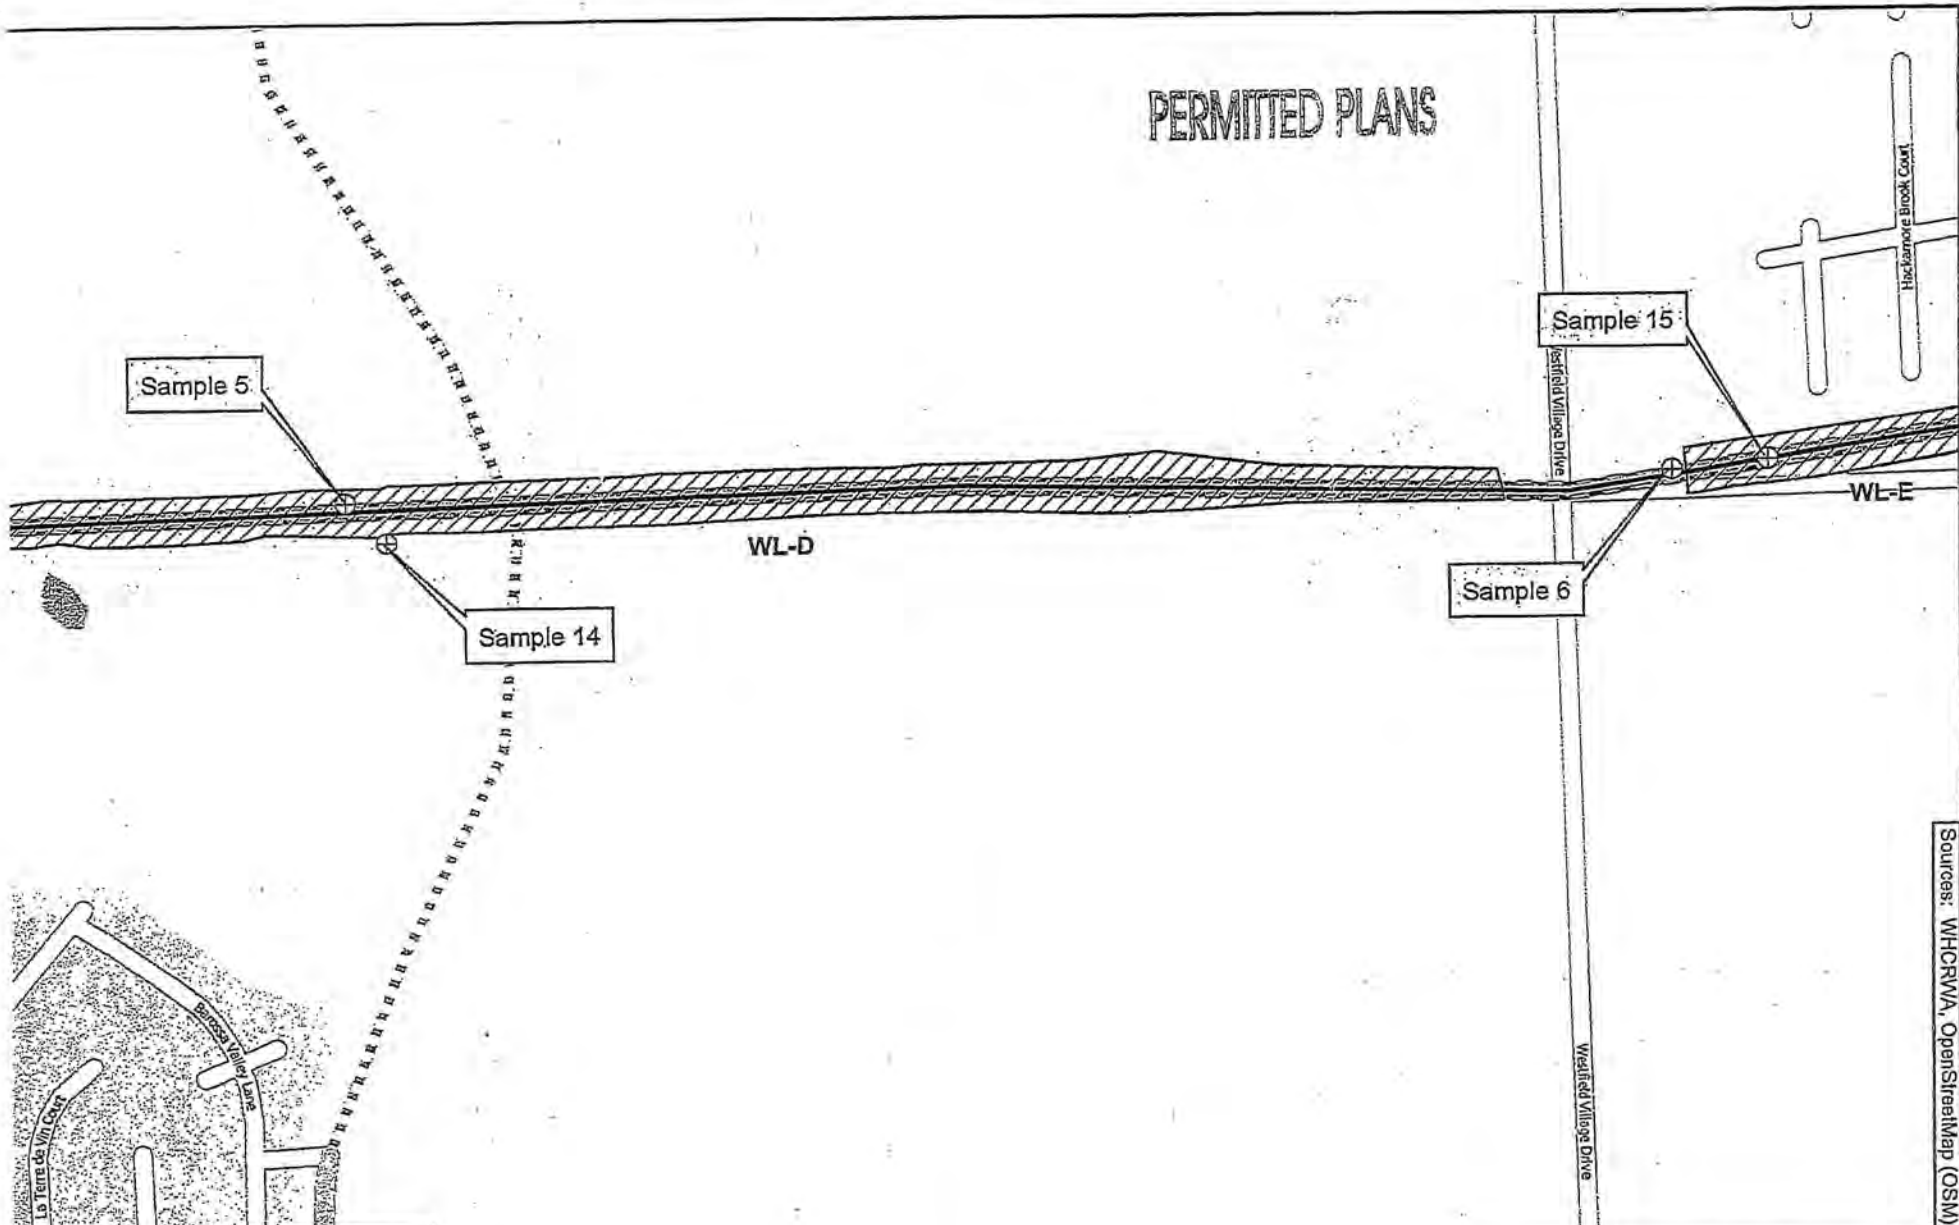 PERMITTED PLANS
Hackamore Brook Court
Sample 15
Sample 5
Westfield Village Drive
WL-E
WL-D
Sample 6
Sample 14
Sources: WHCRWA, OpenStreetMap (OSM)
Barossa Valley Lane
Westfield Village Drive
La Terre de Vin Court